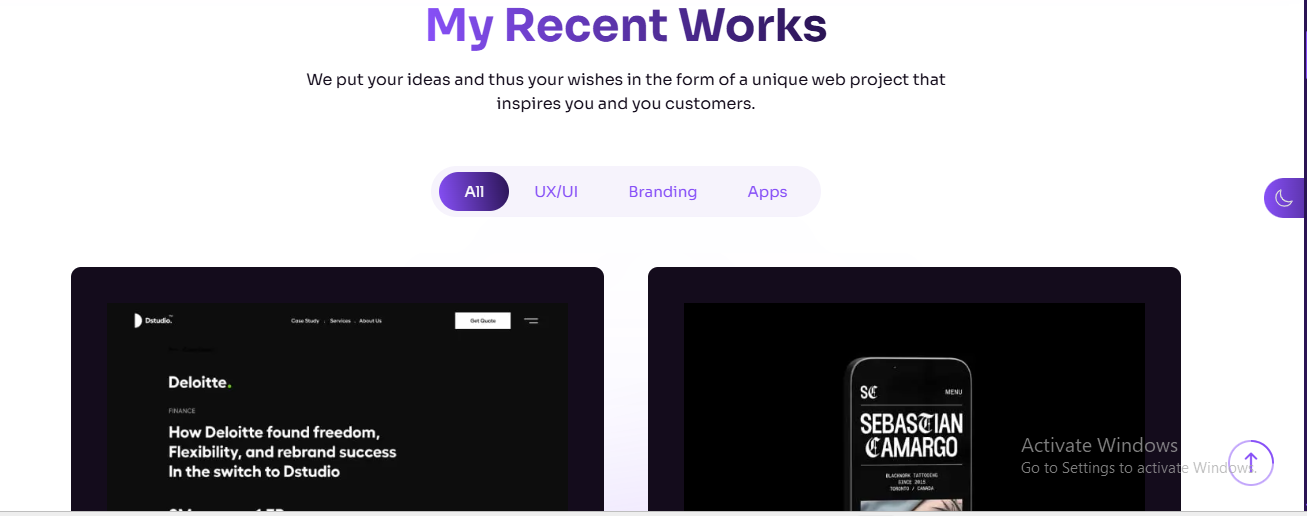 My Recent Works
We put your ideas and thus your wishes in the form of a unique web project that
inspires you and you customers.
All UX/UI Branding Apps
Dstudio. Case Study Services About Us Get Quote
Deloitte.
FINANCE
How Deloitte found freedom,
Flexibility, and rebrand success
In the switch to Dstudio
SC MENU
SEBASTIAN
CAMARGO
BLACKWORK TATTOOING
SINCE 2015
TORONTO / CANADA
Activate Windows
Go to Settings to activate Windows.